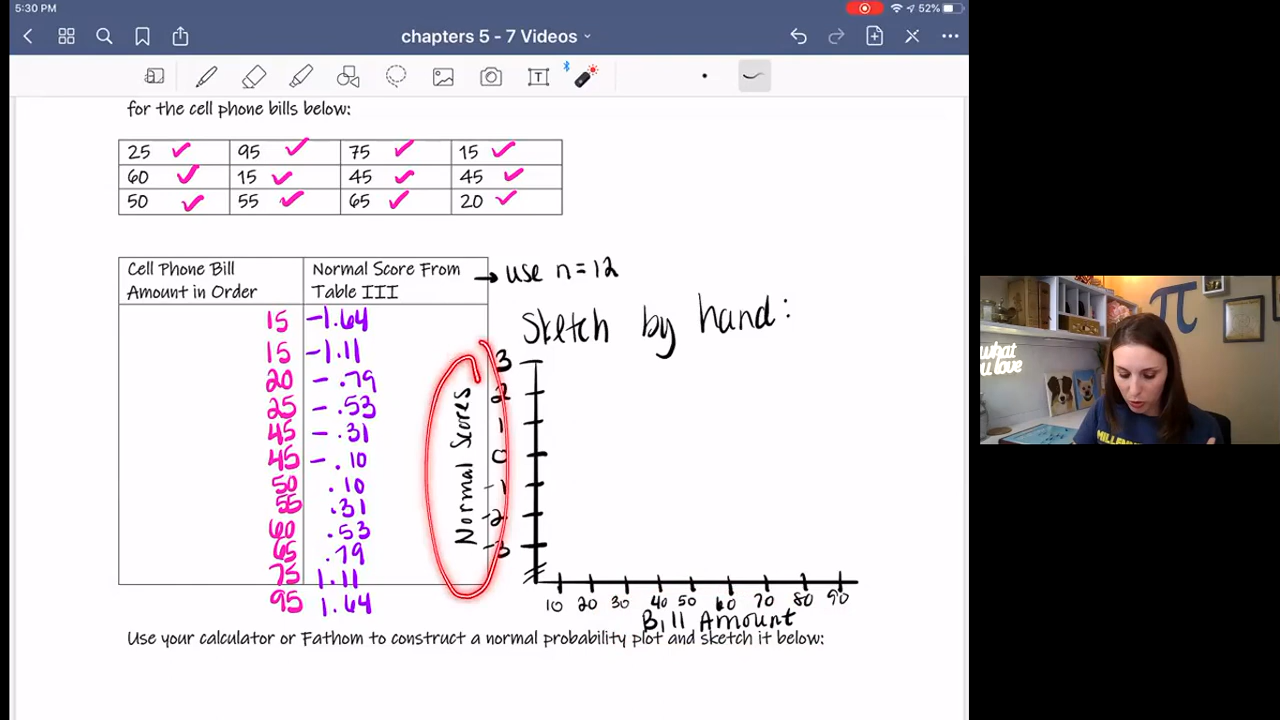 5:30 PM
52%
chapters 5 - 7 Videos
for the cell phone bills below:
25 95 75 15
60 15 45 45
50 55 65 20
Cell Phone Bill Amount in Order
Normal Score From Table III
→ use n=12
Sketch by hand:
15 -1.64
15 -1.11
20 -.79
25 -.53
45 -.31
45 -.10
50 .10
55 .31
60 .53
65 .79
75 1.11
95 1.64
Normal Scores
3
2
1
0
-1
-2
-3
10 20 30 40 50 60 70 80 90
Bill Amount
Use your calculator or Fathom to construct a normal probability plot and sketch it below:
what
you love
π
MILLEN